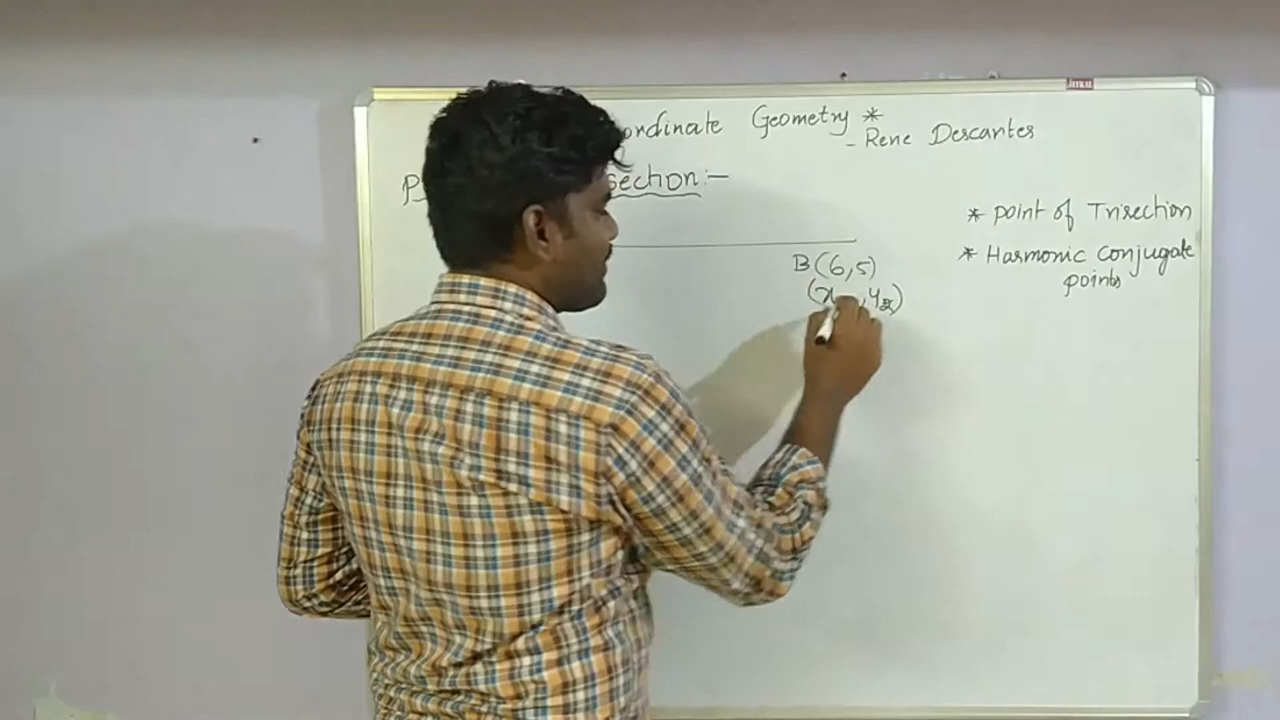 ordinate Geometry *
- Rene Descartes
section:-
* Point of Trisection
* Harmonic Conjugate
points
B(6,5)